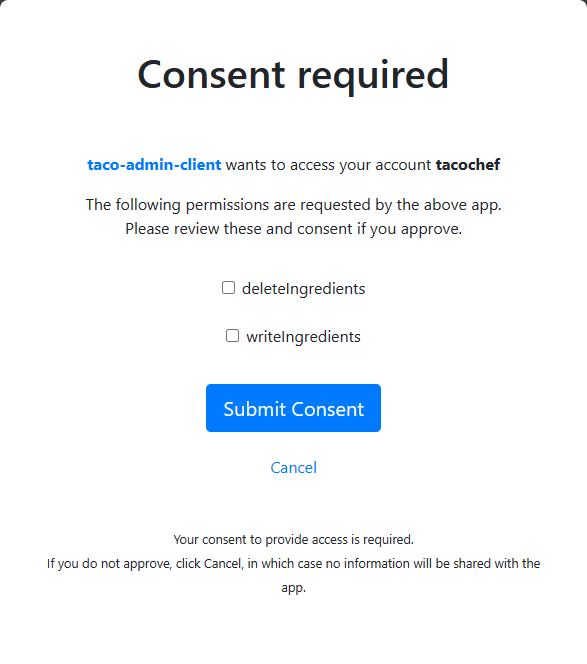 Consent required
taco-admin-client wants to access your account tacochef
The following permissions are requested by the above app.
Please review these and consent if you approve.
deleteIngredients
writeIngredients
Submit Consent
Cancel
Your consent to provide access is required.
If you do not approve, click Cancel, in which case no information will be shared with the
app.